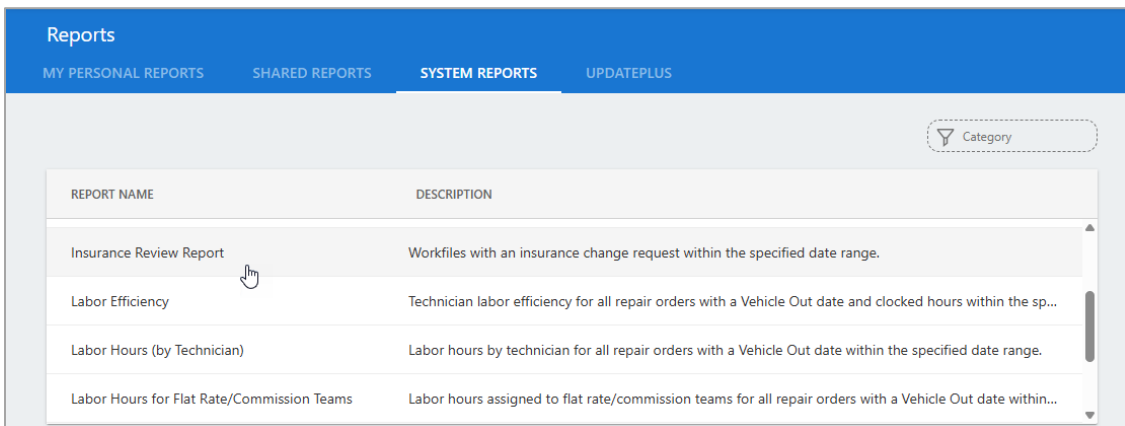 Reports
MY PERSONAL REPORTS SHARED REPORTS SYSTEM REPORTS UPDATEPLUS
Category
REPORT NAME DESCRIPTION
Insurance Review Report Workfiles with an insurance change request within the specified date range.
Labor Efficiency Technician labor efficiency for all repair orders with a Vehicle Out date and clocked hours within the sp...
Labor Hours (by Technician) Labor hours by technician for all repair orders with a Vehicle Out date within the specified date range.
Labor Hours for Flat Rate/Commission Teams Labor hours assigned to flat rate/commission teams for all repair orders with a Vehicle Out date within...